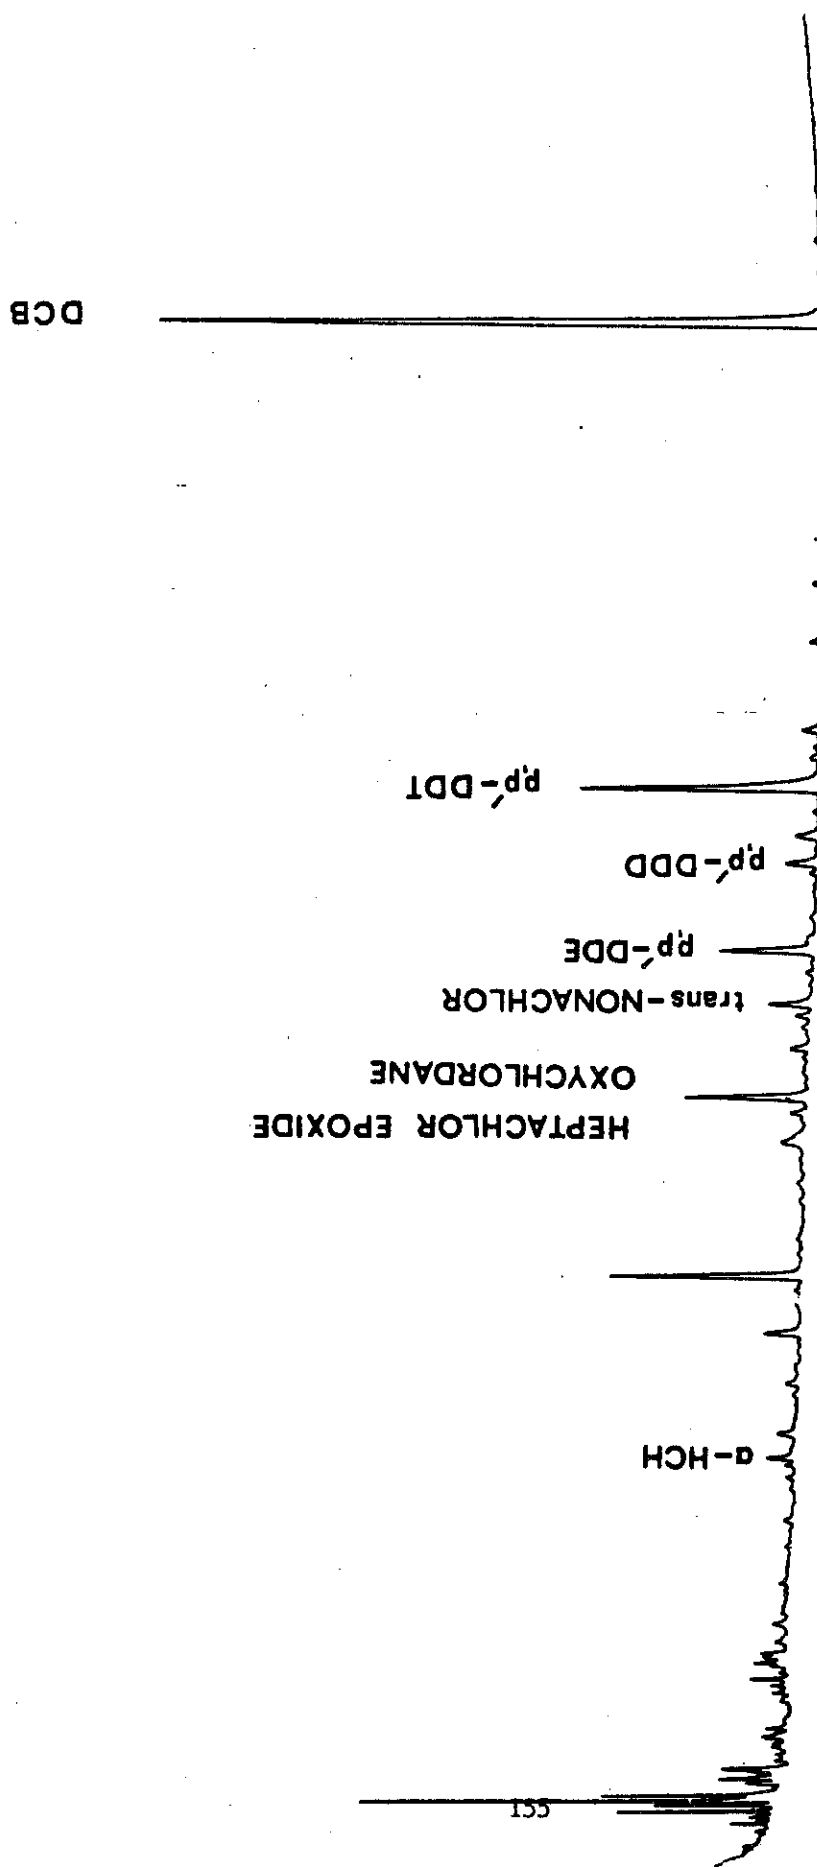 DCB
p,p'-DDT
p,p'-DDD
p,p'-DDE
trans-NONACHLOR
OXYCHLORDANE
HEPTACHLOR EPOXIDE
α-HCH
155